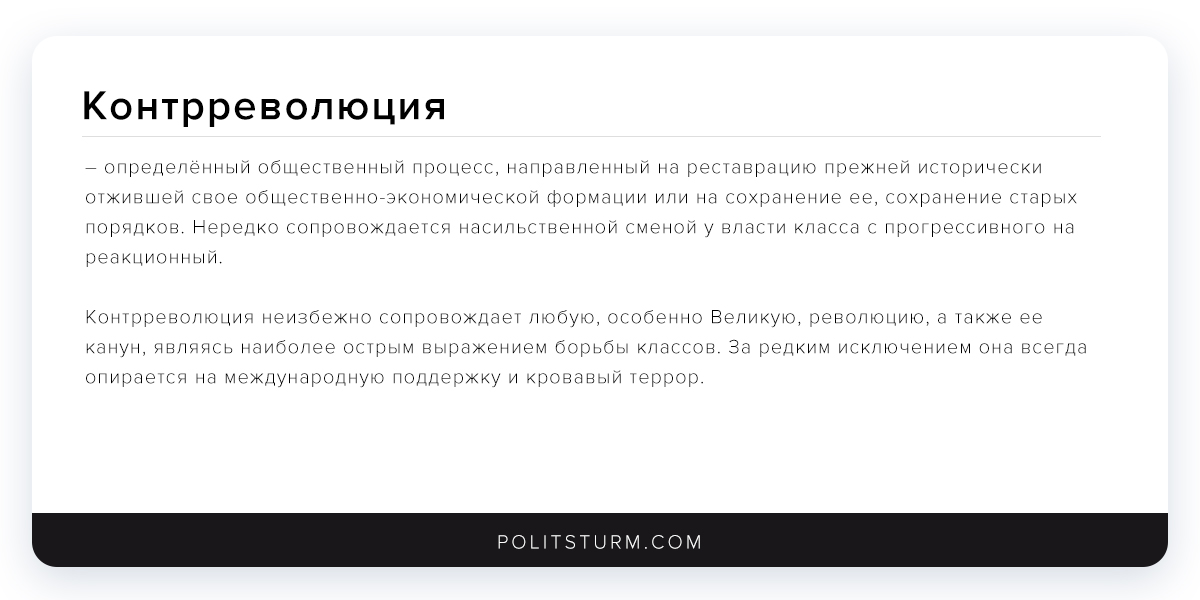 Контрреволюция
– определённый общественный процесс, направленный на реставрацию прежней исторически
отжившей свое общественно-экономической формации или на сохранение ее, сохранение старых
порядков. Нередко сопровождается насильственной сменой у власти класса с прогрессивного на
реакционный.
Контрреволюция неизбежно сопровождает любую, особенно Великую, революцию, а также ее
канун, являясь наиболее острым выражением борьбы классов. За редким исключением она всегда
опирается на международную поддержку и кровавый террор.
POLITSTURM.COM